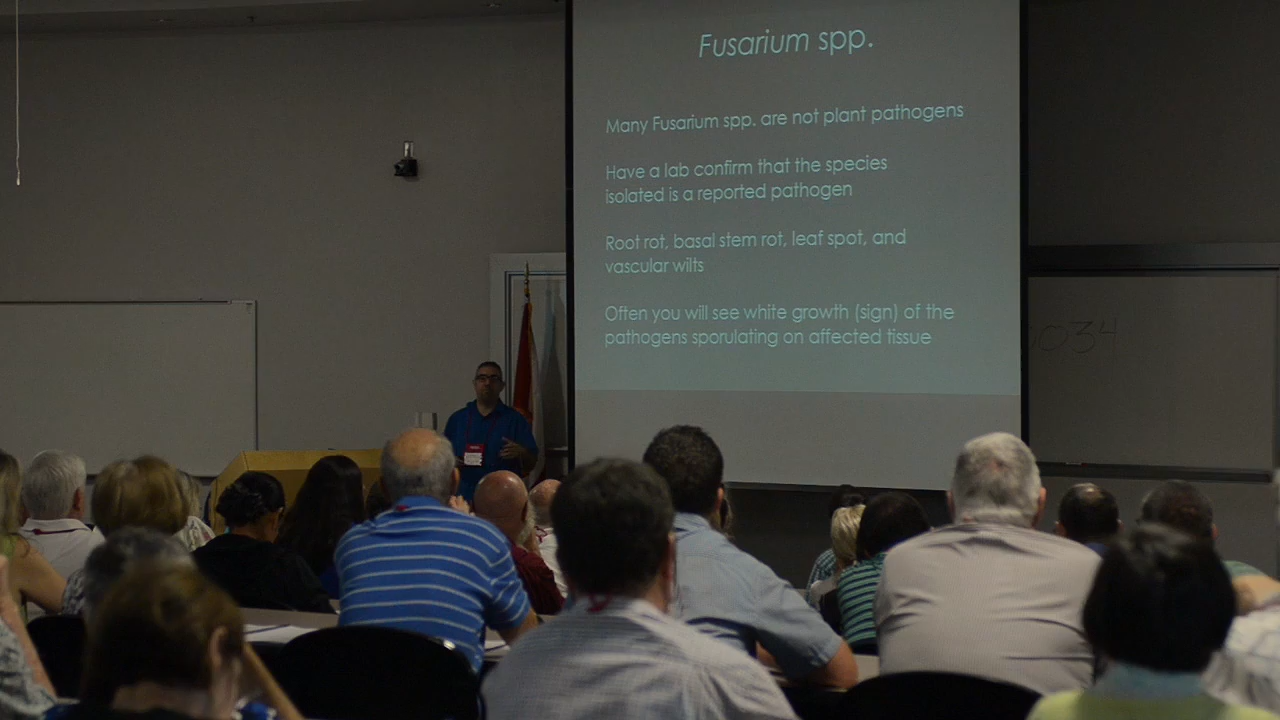 Fusarium spp.
Many Fusarium spp. are not plant pathogens
Have a lab confirm that the species
isolated is a reported pathogen
Root rot, basal stem rot, leaf spot, and
vascular wilts
Often you will see white growth (sign) of the
pathogens sporulating on affected tissue
034